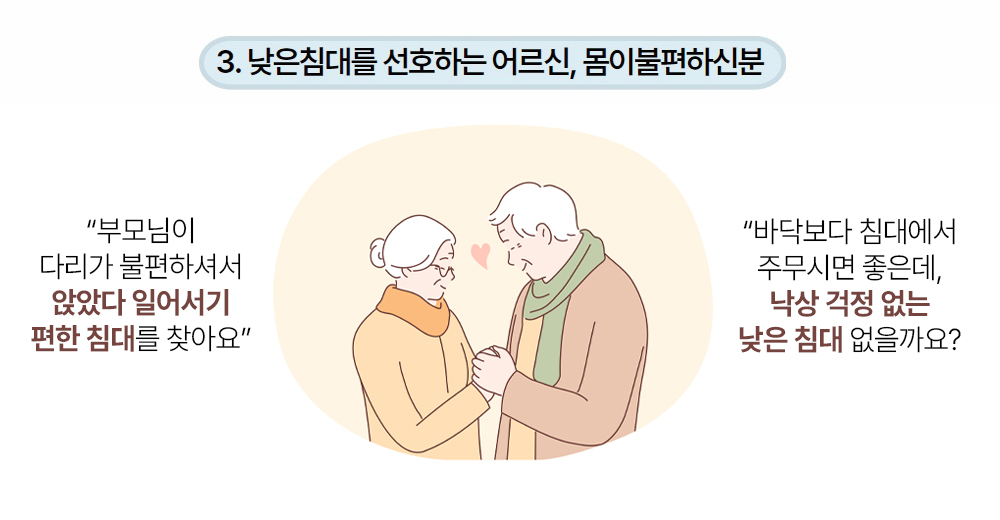 3. 낮은침대를 선호하는 어르신, 몸이불편하신분
“부모님이
다리가 불편하셔서
앉았다 일어서기
편한 침대를 찾아요”
“바닥보다 침대에서
주무시면 좋은데,
낙상 걱정 없는
낮은 침대 없을까요?